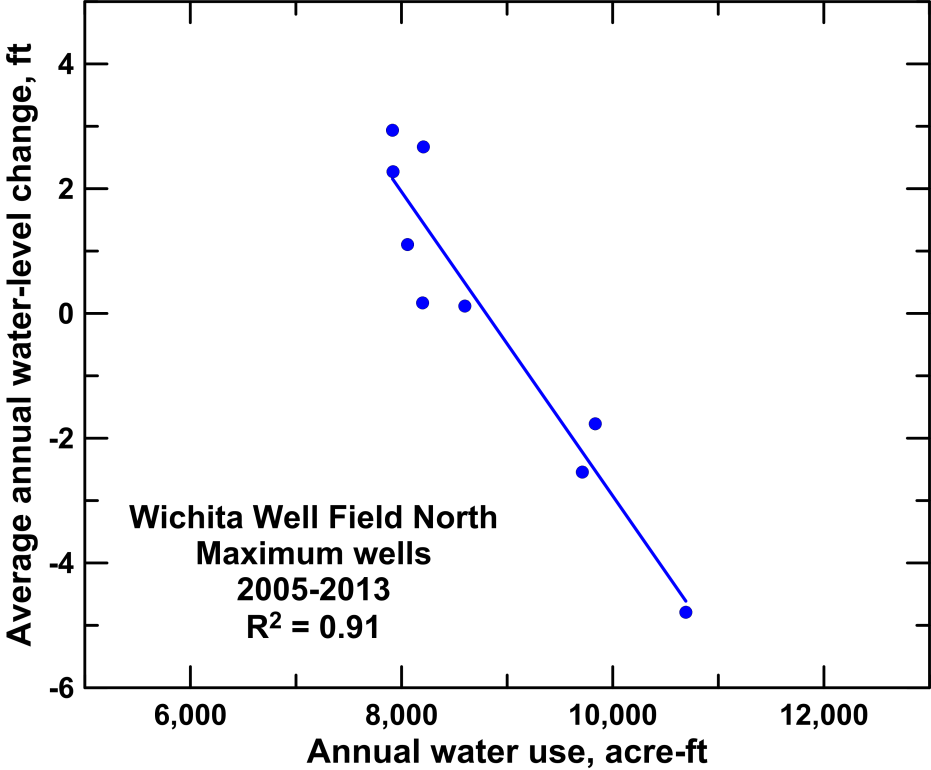 Average annual water-level change, ft
4
2
0
-2
-4
-6
Wichita Well Field North
Maximum wells
2005-2013
R² = 0.91
6,000 8,000 10,000 12,000
Annual water use, acre-ft